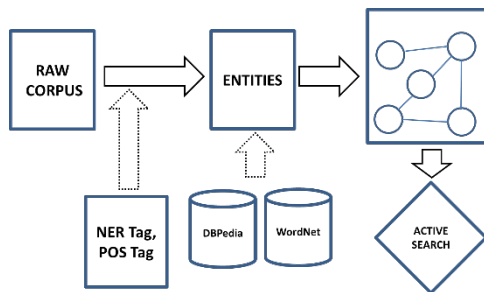 RAW
CORPUS
ENTITIES
NER Tag,
POS Tag
DBPedia
WordNet
ACTIVE
SEARCH